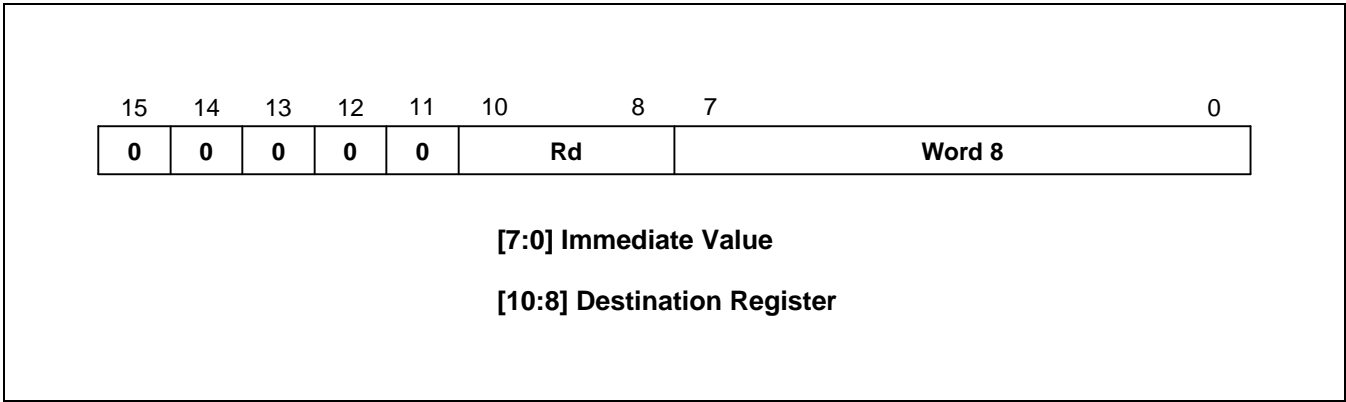 15 14 13 12 11 10 8 7 0
0 0 0 0 0 Rd Word 8
[7:0] Immediate Value
[10:8] Destination Register